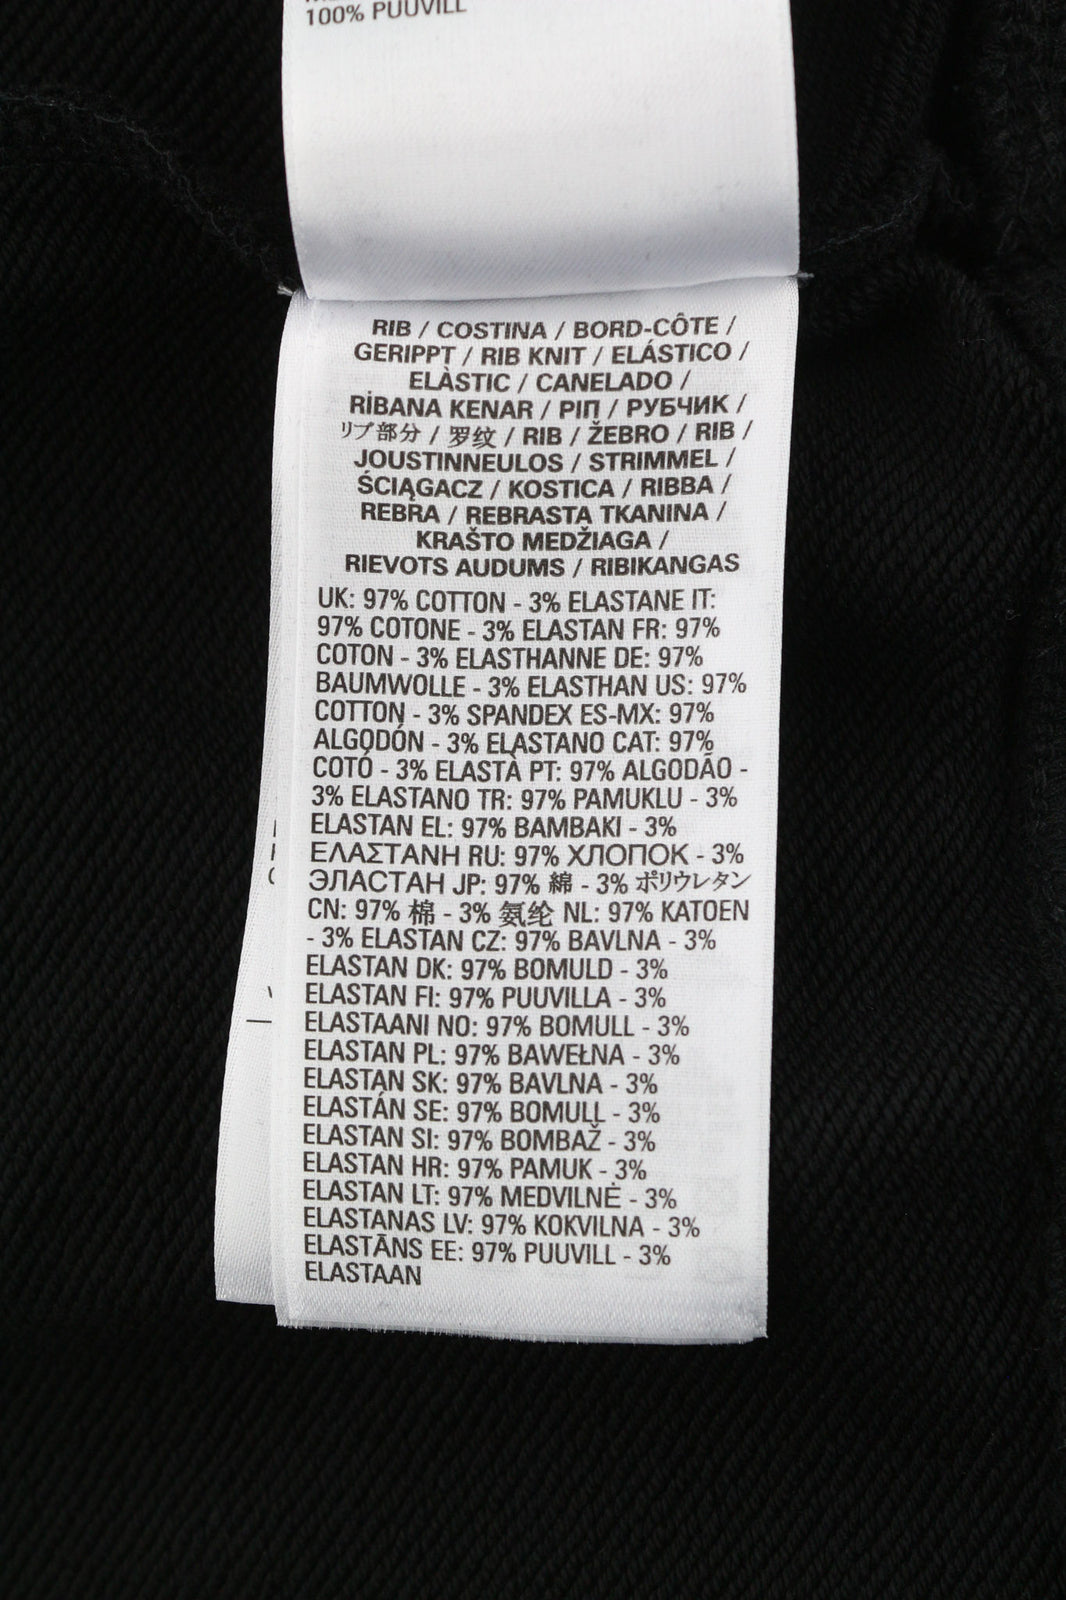 100% PUUVILL
RIB / COSTINA / BORD-CÔTE /
GERIPPT / RIB KNIT / ELÁSTICO /
ELÀSTIC / CANELADO /
RİBANA KENAR / ΡΙΠ / РУБЧИК /
リブ部分 / 罗纹 / RIB / ŽEBRO / RIB /
JOUSTINNEULOS / STRIMMEL /
ŚCIĄGACZ / KOSTICA / RIBBA /
REBRA / REBRASTA TKANINA /
KRAŠTO MEDŽIAGA /
RIEVOTS AUDUMS / RIBIKANGAS
UK: 97% COTTON - 3% ELASTANE IT:
97% COTONE - 3% ELASTAN FR: 97%
COTON - 3% ELASTHANNE DE: 97%
BAUMWOLLE - 3% ELASTHAN US: 97%
COTTON - 3% SPANDEX ES-MX: 97%
ALGODÓN - 3% ELASTANO CAT: 97%
COTÓ - 3% ELASTÀ PT: 97% ALGODÃO -
3% ELASTANO TR: 97% PAMUKLU - 3%
ELASTAN EL: 97% ΒΑΜΒΑΚΙ - 3%
ΕΛΑΣΤΑΝΗ RU: 97% ХЛОПОК - 3%
ЭЛАСТАН JP: 97% 綿 - 3% ポリウレタン
CN: 97% 棉 - 3% 氨纶 NL: 97% KATOEN
- 3% ELASTAN CZ: 97% BAVLNA - 3%
ELASTAN DK: 97% BOMULD - 3%
ELASTAN FI: 97% PUUVILLA - 3%
ELASTAANI NO: 97% BOMULL - 3%
ELASTAN PL: 97% BAWEŁNA - 3%
ELASTAN SK: 97% BAVLNA - 3%
ELASTÁN SE: 97% BOMULL - 3%
ELASTAN SI: 97% BOMBAŽ - 3%
ELASTAN HR: 97% PAMUK - 3%
ELASTAN LT: 97% MEDVILNĖ - 3%
ELASTANAS LV: 97% KOKVILNA - 3%
ELASTĀNS EE: 97% PUUVILL - 3%
ELASTAAN